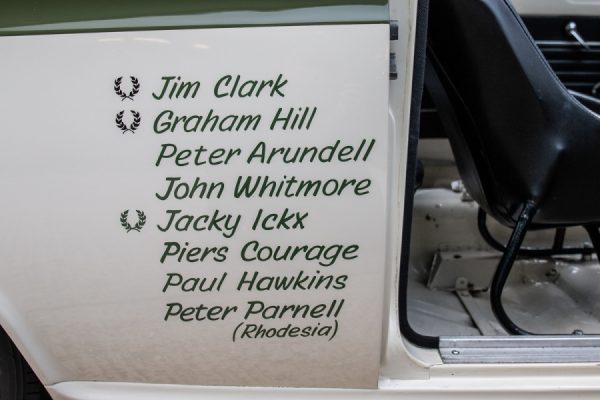 Jim Clark
Graham Hill
Peter Arundell
John Whitmore
Jacky Ickx
Piers Courage
Paul Hawkins
Peter Parnell
(Rhodesia)